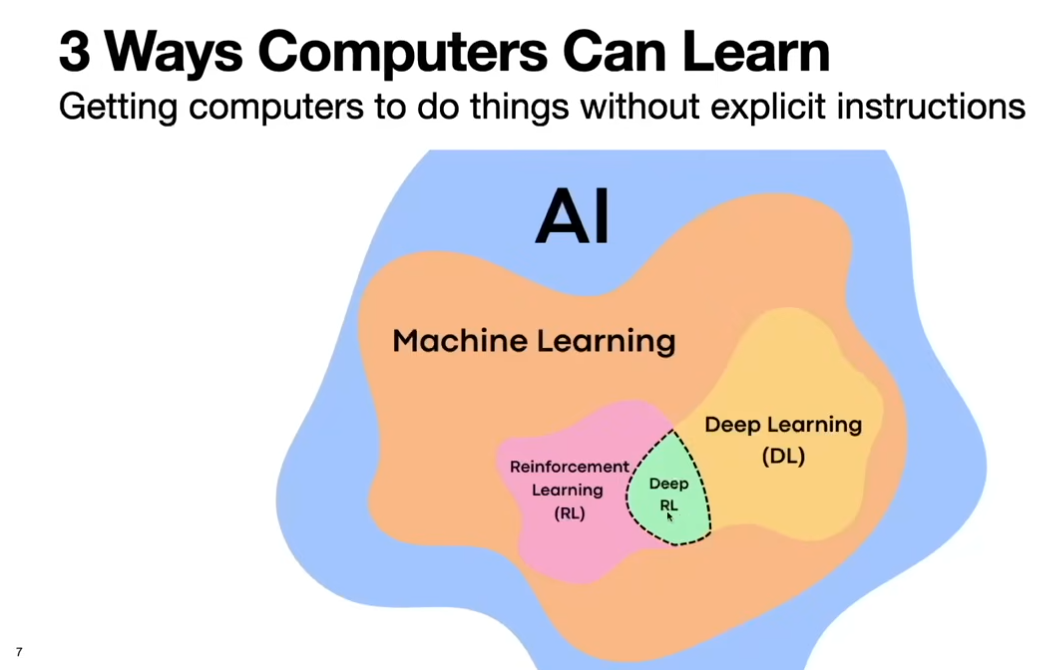 3 Ways Computers Can Learn
Getting computers to do things without explicit instructions
AI
Machine Learning
Deep Learning
(DL)
Reinforcement
Learning
(RL)
Deep
RL
7